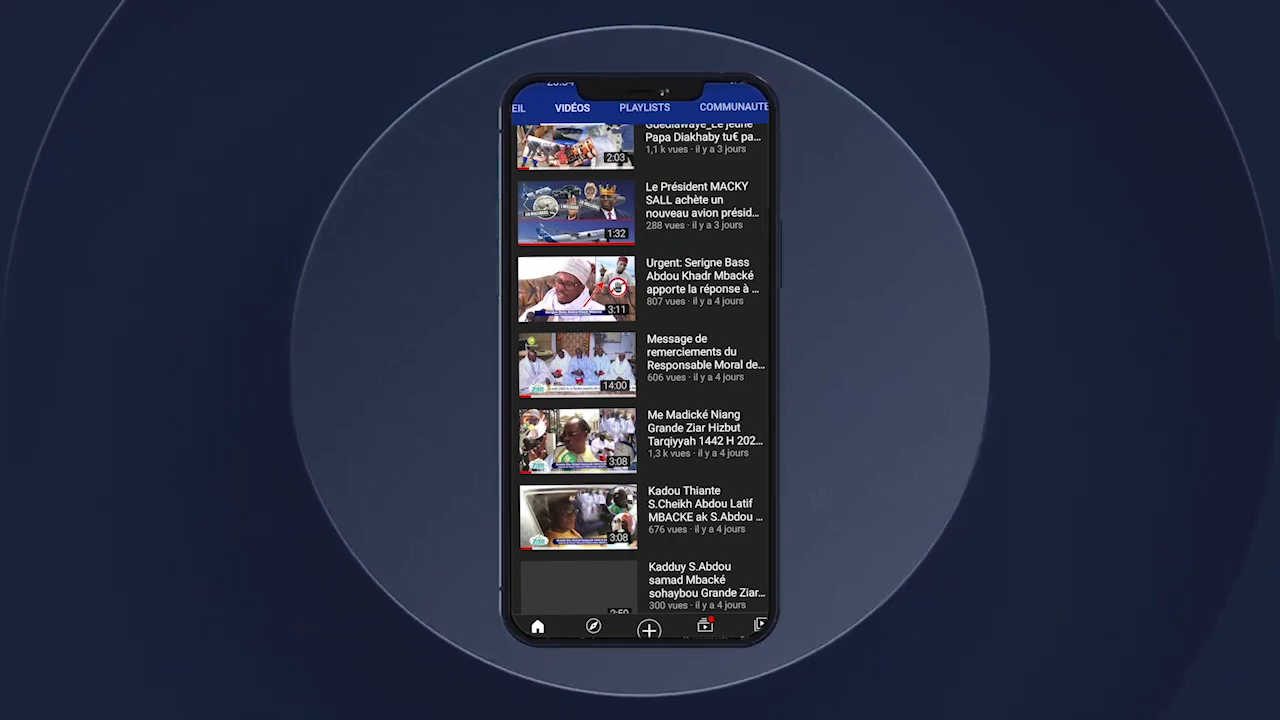 EIL VIDÉOS PLAYLISTS COMMUNAUTÉ
Guédiawaye_Le jeune
Papa Diakhaby tu€ pa...
1,1 k vues · il y a 3 jours
2:03
Le Président MACKY
SALL achète un
nouveau avion présid...
288 vues · il y a 3 jours
1:32
Urgent: Serigne Bass
Abdou Khadr Mbacké
apporte la réponse à ...
807 vues · il y a 4 jours
3:11
Message de
remerciements du
Responsable Moral de...
606 vues · il y a 4 jours
14:00
Me Madické Niang
Grande Ziar Hizbut
Tarqiyyah 1442 H 202...
1,3 k vues · il y a 4 jours
3:08
Kadou Thiante
S.Cheikh Abdou Latif
MBACKE ak S.Abdou ...
676 vues · il y a 4 jours
3:08
Kadduy S.Abdou
samad Mbacké
sohaybou Grande Ziar...
300 vues · il y a 4 jours